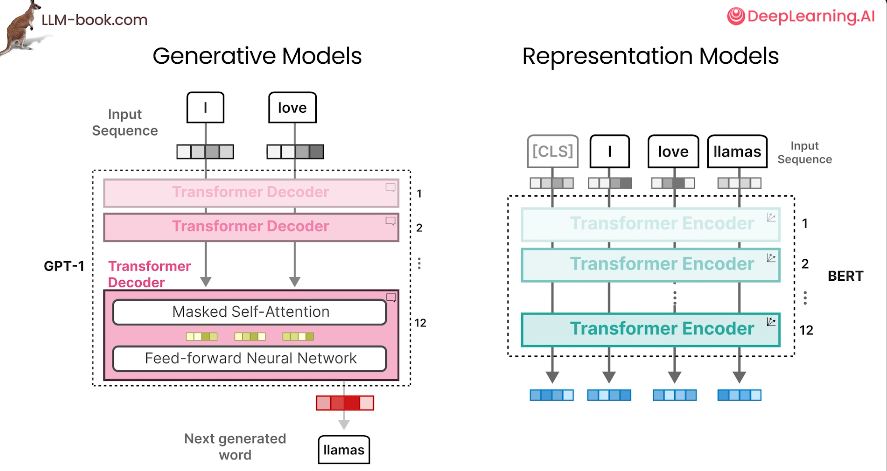 LLM-book.com
DeepLearning.AI
Generative Models
Input
Sequence
I
love
Transformer Decoder
1
Transformer Decoder
2
GPT-1
Transformer
Decoder
Masked Self-Attention
12
Feed-forward Neural Network
Next generated
word
llamas
Representation Models
[CLS]
I
love
llamas
Input
Sequence
Transformer Encoder
1
Transformer Encoder
2
BERT
Transformer Encoder
12